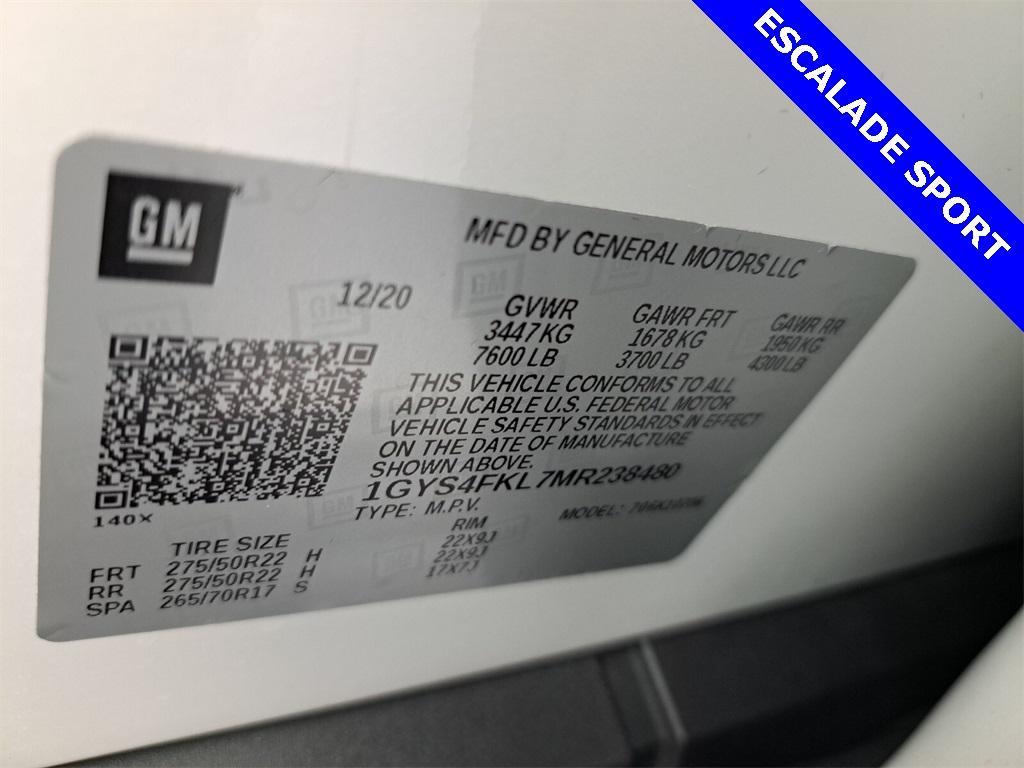 ESCALADE SPORT
GM
MFD BY GENERAL MOTORS LLC
12/20
GVWR GAWR FRT GAWR RR
3447 KG 1678 KG 1950 KG
7600 LB 3700 LB 4300 LB
THIS VEHICLE CONFORMS TO ALL
APPLICABLE U.S. FEDERAL MOTOR
VEHICLE SAFETY STANDARDS IN EFFECT
ON THE DATE OF MANUFACTURE
SHOWN ABOVE.
1GYS4FKL7MR238480
TYPE: M.P.V. MODEL:
140X
TIRE SIZE RIM
FRT 275/50R22 H 22X9J
RR 275/50R22 H 22X9J
SPA 265/70R17 S 17X7J